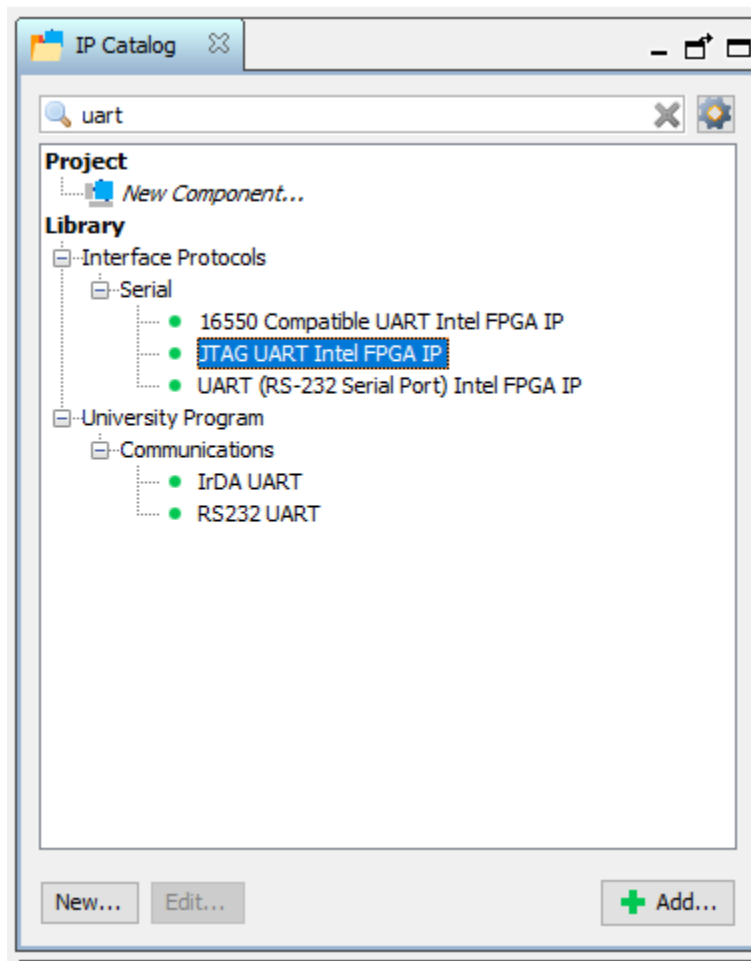 IP Catalog
uart
Project
New Component...
Library
Interface Protocols
Serial
16550 Compatible UART Intel FPGA IP
JTAG UART Intel FPGA IP
UART (RS-232 Serial Port) Intel FPGA IP
University Program
Communications
IrDA UART
RS232 UART
New... Edit... Add...